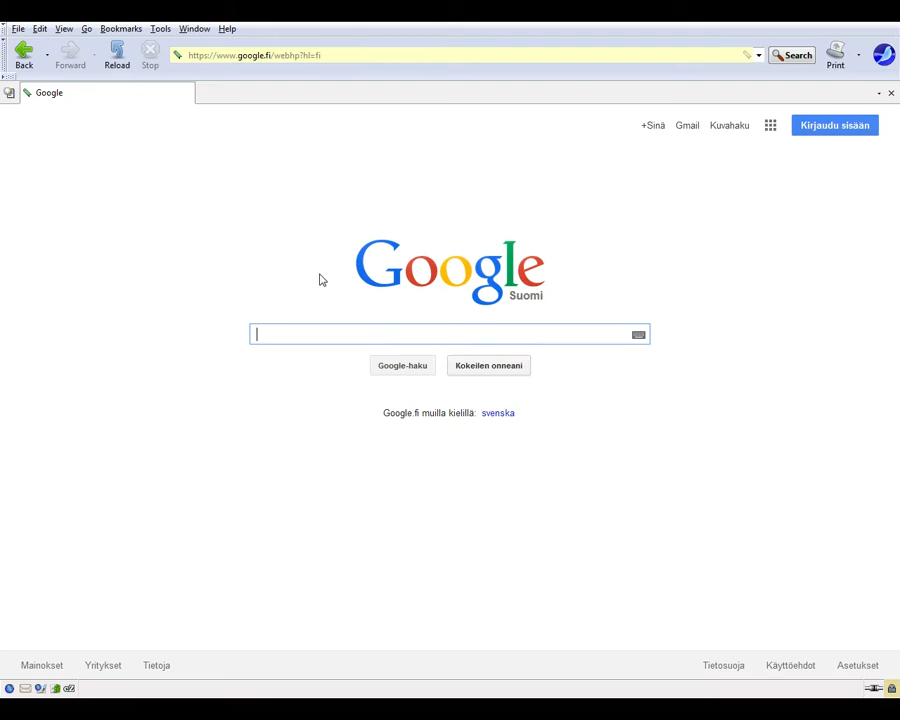 File Edit View Go Bookmarks Tools Window Help
Back Forward Reload Stop https://www.google.fi/webhp?hl=fi Search Print
Google
+Sinä Gmail Kuvahaku Kirjaudu sisään
Google
Suomi
Google-haku Kokeilen onneani
Google.fi muilla kielillä: svenska
Mainokset Yritykset Tietoja Tietosuoja Käyttöehdot Asetukset